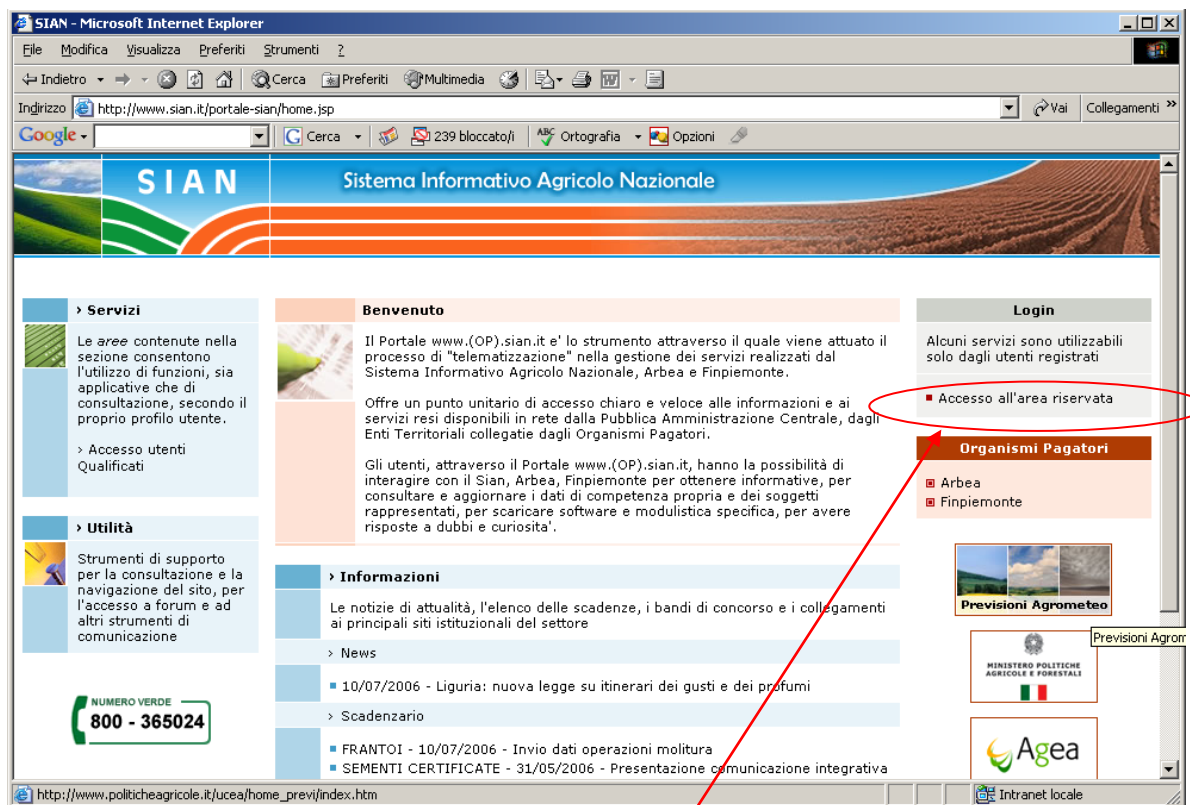 SIAN - Microsoft Internet Explorer
File Modifica Visualizza Preferiti Strumenti ?
Indietro Cerca Preferiti Multimedia
Indirizzo http://www.sian.it/portale-sian/home.jsp Vai Collegamenti »
Google Cerca 239 bloccato/i ABC Ortografia Opzioni
SIAN Sistema Informativo Agricolo Nazionale
› Servizi
Le aree contenute nella
sezione consentono
l'utilizzo di funzioni, sia
applicative che di
consultazione, secondo il
proprio profilo utente.
› Accesso utenti
Qualificati
› Utilità
Strumenti di supporto
per la consultazione e la
navigazione del sito, per
l'accesso a forum e ad
altri strumenti di
comunicazione
NUMERO VERDE
800 - 365024
Benvenuto
Il Portale www.(OP).sian.it e' lo strumento attraverso il quale viene attuato il
processo di "telematizzazione" nella gestione dei servizi realizzati dal
Sistema Informativo Agricolo Nazionale, Arbea e Finpiemonte.
Offre un punto unitario di accesso chiaro e veloce alle informazioni e ai
servizi resi disponibili in rete dalla Pubblica Amministrazione Centrale, dagli
Enti Territoriali collegatie dagli Organismi Pagatori.
Gli utenti, attraverso il Portale www.(OP).sian.it, hanno la possibilità di
interagire con il Sian, Arbea, Finpiemonte per ottenere informative, per
consultare e aggiornare i dati di competenza propria e dei soggetti
rappresentati, per scaricare software e modulistica specifica, per avere
risposte a dubbi e curiosita'.
› Informazioni
Le notizie di attualità, l'elenco delle scadenze, i bandi di concorso e i collegamenti
ai principali siti istituzionali del settore
› News
10/07/2006 - Liguria: nuova legge su itinerari dei gusti e dei profumi
› Scadenzario
FRANTOI - 10/07/2006 - Invio dati operazioni molitura
SEMENTI CERTIFICATE - 31/05/2006 - Presentazione comunicazione integrativa
Login
Alcuni servizi sono utilizzabili
solo dagli utenti registrati
Accesso all'area riservata
Organismi Pagatori
Arbea
Finpiemonte
Previsioni Agrometeo
Previsioni Agrom
MINISTERO POLITICHE
AGRICOLE E FORESTALI
Agea
http://www.politicheagricole.it/ucea/home_previ/index.htm Intranet locale